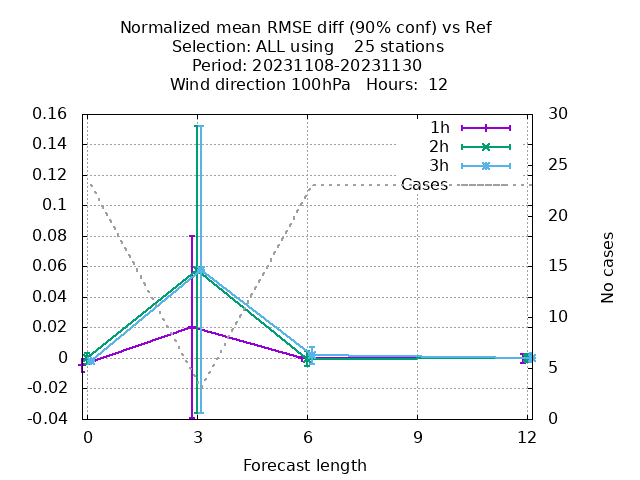 Normalized mean RMSE diff (90% conf) vs Ref
Selection: ALL using    25 stations
Period: 20231108-20231130
Wind direction 100hPa   Hours:  12
0.16
0.14
0.12
0.1
0.08
0.06
0.04
0.02
0
-0.02
-0.04
30
25
20
15
10
5
0
1h
2h
3h
Cases
No cases
0
3
6
9
12
Forecast length